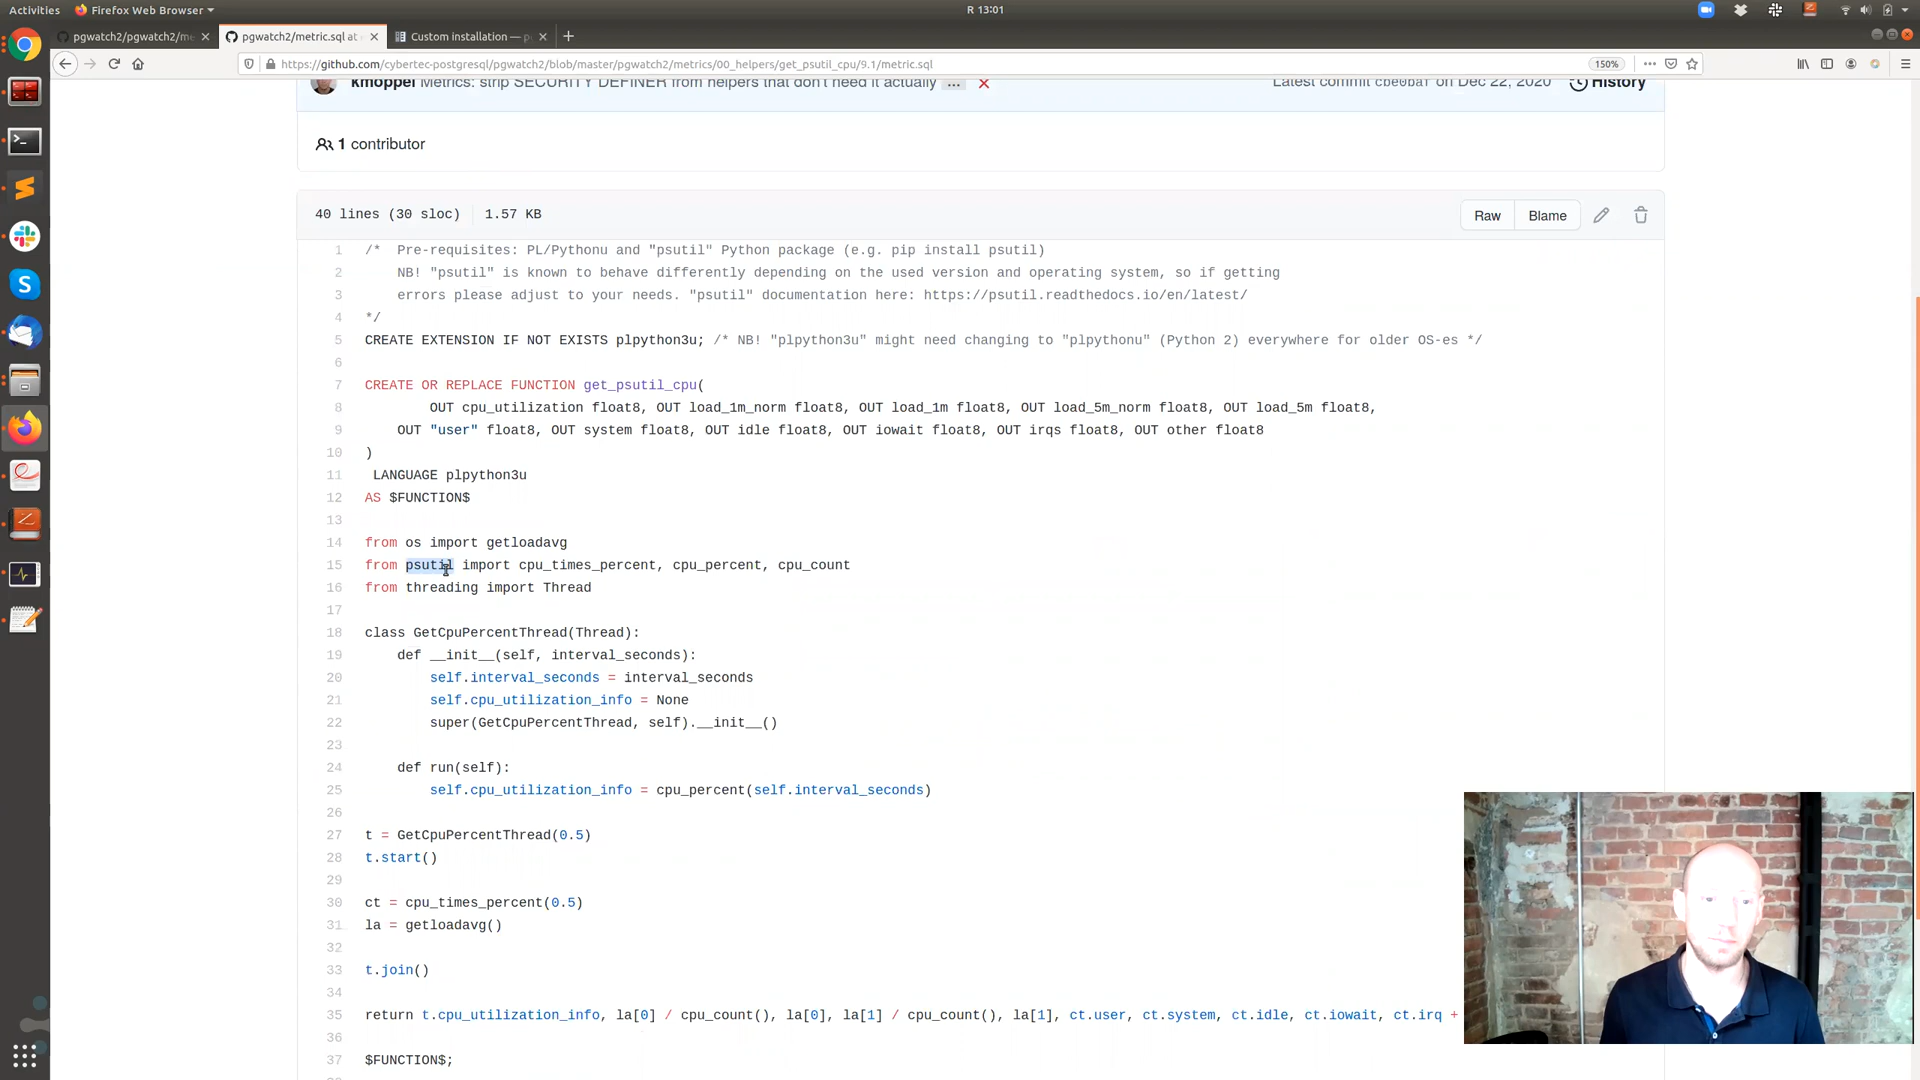 Activities
Firefox Web Browser
R 13:01
pgwatch2/pgwatch2/me
pgwatch2/metric.sql at
Custom installation — p
https://github.com/cybertec-postgresql/pgwatch2/blob/master/pgwatch2/metrics/00_helpers/get_psutil_cpu/9.1/metric.sql
150%
kmoppel Metrics: strip SECURITY DEFINER from helpers that don't need it actually ...
Latest commit cbe0baf on Dec 22, 2020
History
1 contributor
40 lines (30 sloc)
1.57 KB
Raw
Blame
1 /* Pre-requisites: PL/Pythonu and "psutil" Python package (e.g. pip install psutil)
2 NB! "psutil" is known to behave differently depending on the used version and operating system, so if getting
3 errors please adjust to your needs. "psutil" documentation here: https://psutil.readthedocs.io/en/latest/
4 */
5 CREATE EXTENSION IF NOT EXISTS plpython3u; /* NB! "plpython3u" might need changing to "plpythonu" (Python 2) everywhere for older OS-es */
6
7 CREATE OR REPLACE FUNCTION get_psutil_cpu(
8 OUT cpu_utilization float8, OUT load_1m_norm float8, OUT load_1m float8, OUT load_5m_norm float8, OUT load_5m float8,
9 OUT "user" float8, OUT system float8, OUT idle float8, OUT iowait float8, OUT irqs float8, OUT other float8
10 )
11 LANGUAGE plpython3u
12 AS $FUNCTION$
13
14 from os import getloadavg
15 from psutil import cpu_times_percent, cpu_percent, cpu_count
16 from threading import Thread
17
18 class GetCpuPercentThread(Thread):
19 def __init__(self, interval_seconds):
20 self.interval_seconds = interval_seconds
21 self.cpu_utilization_info = None
22 super(GetCpuPercentThread, self).__init__()
23
24 def run(self):
25 self.cpu_utilization_info = cpu_percent(self.interval_seconds)
26
27 t = GetCpuPercentThread(0.5)
28 t.start()
29
30 ct = cpu_times_percent(0.5)
31 la = getloadavg()
32
33 t.join()
34
35 return t.cpu_utilization_info, la[0] / cpu_count(), la[0], la[1] / cpu_count(), la[1], ct.user, ct.system, ct.idle, ct.iowait, ct.irq +
36
37 $FUNCTION$;